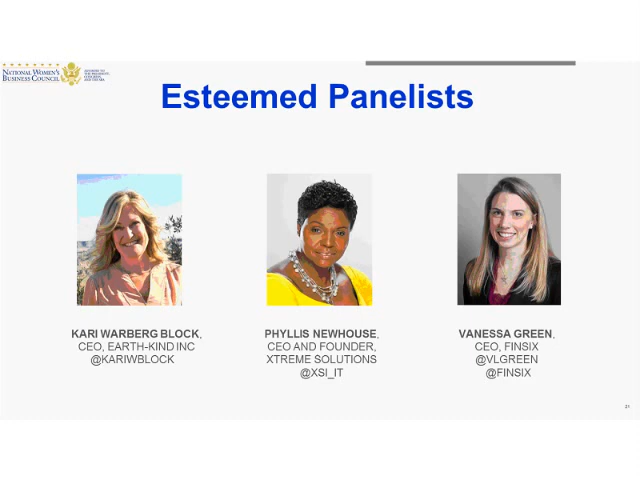 NATIONAL WOMEN'S
BUSINESS COUNCIL
Esteemed Panelists
KARI WARBERG BLOCK,
CEO, EARTH-KIND INC
@KARIWBLOCK
PHYLLIS NEWHOUSE,
CEO AND FOUNDER,
XTREME SOLUTIONS
@XSI_IT
VANESSA GREEN,
CEO, FINSIX
@VLGREEN
@FINSIX